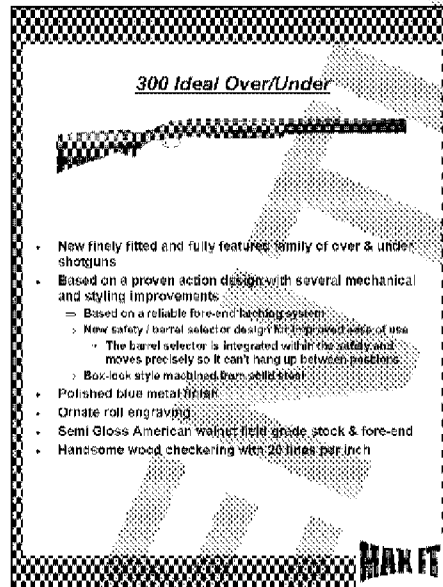 300 Ideal Over/Under
New finely fitted and fully featured family of over & under
shotguns
Based on a proven action design with several mechanical
and styling improvements
Based on a reliable fore-end latching system
New safety / barrel selector design for improved ease of use
The barrel selector is integrated within the safety and
moves precisely so it can't hang up between positions
Box-lock style machined from solid steel
Polished blue metal finish
Ornate roll engraving
Semi Gloss American walnut field grade stock & fore-end
Handsome wood checkering with 20 lines per inch